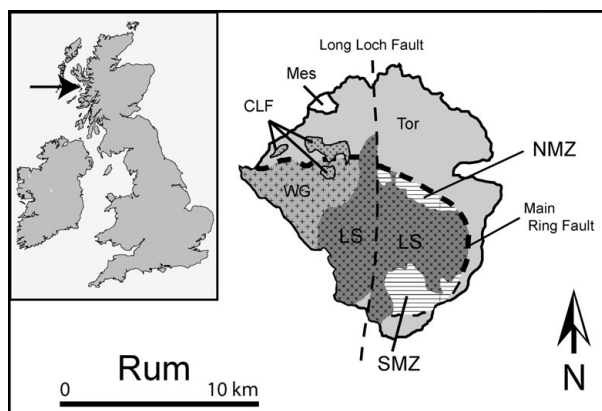 Long Loch Fault
Mes
CLF
Tor
NMZ
WG
Main
Ring Fault
LS
LS
SMZ
Rum
0
10 km
N